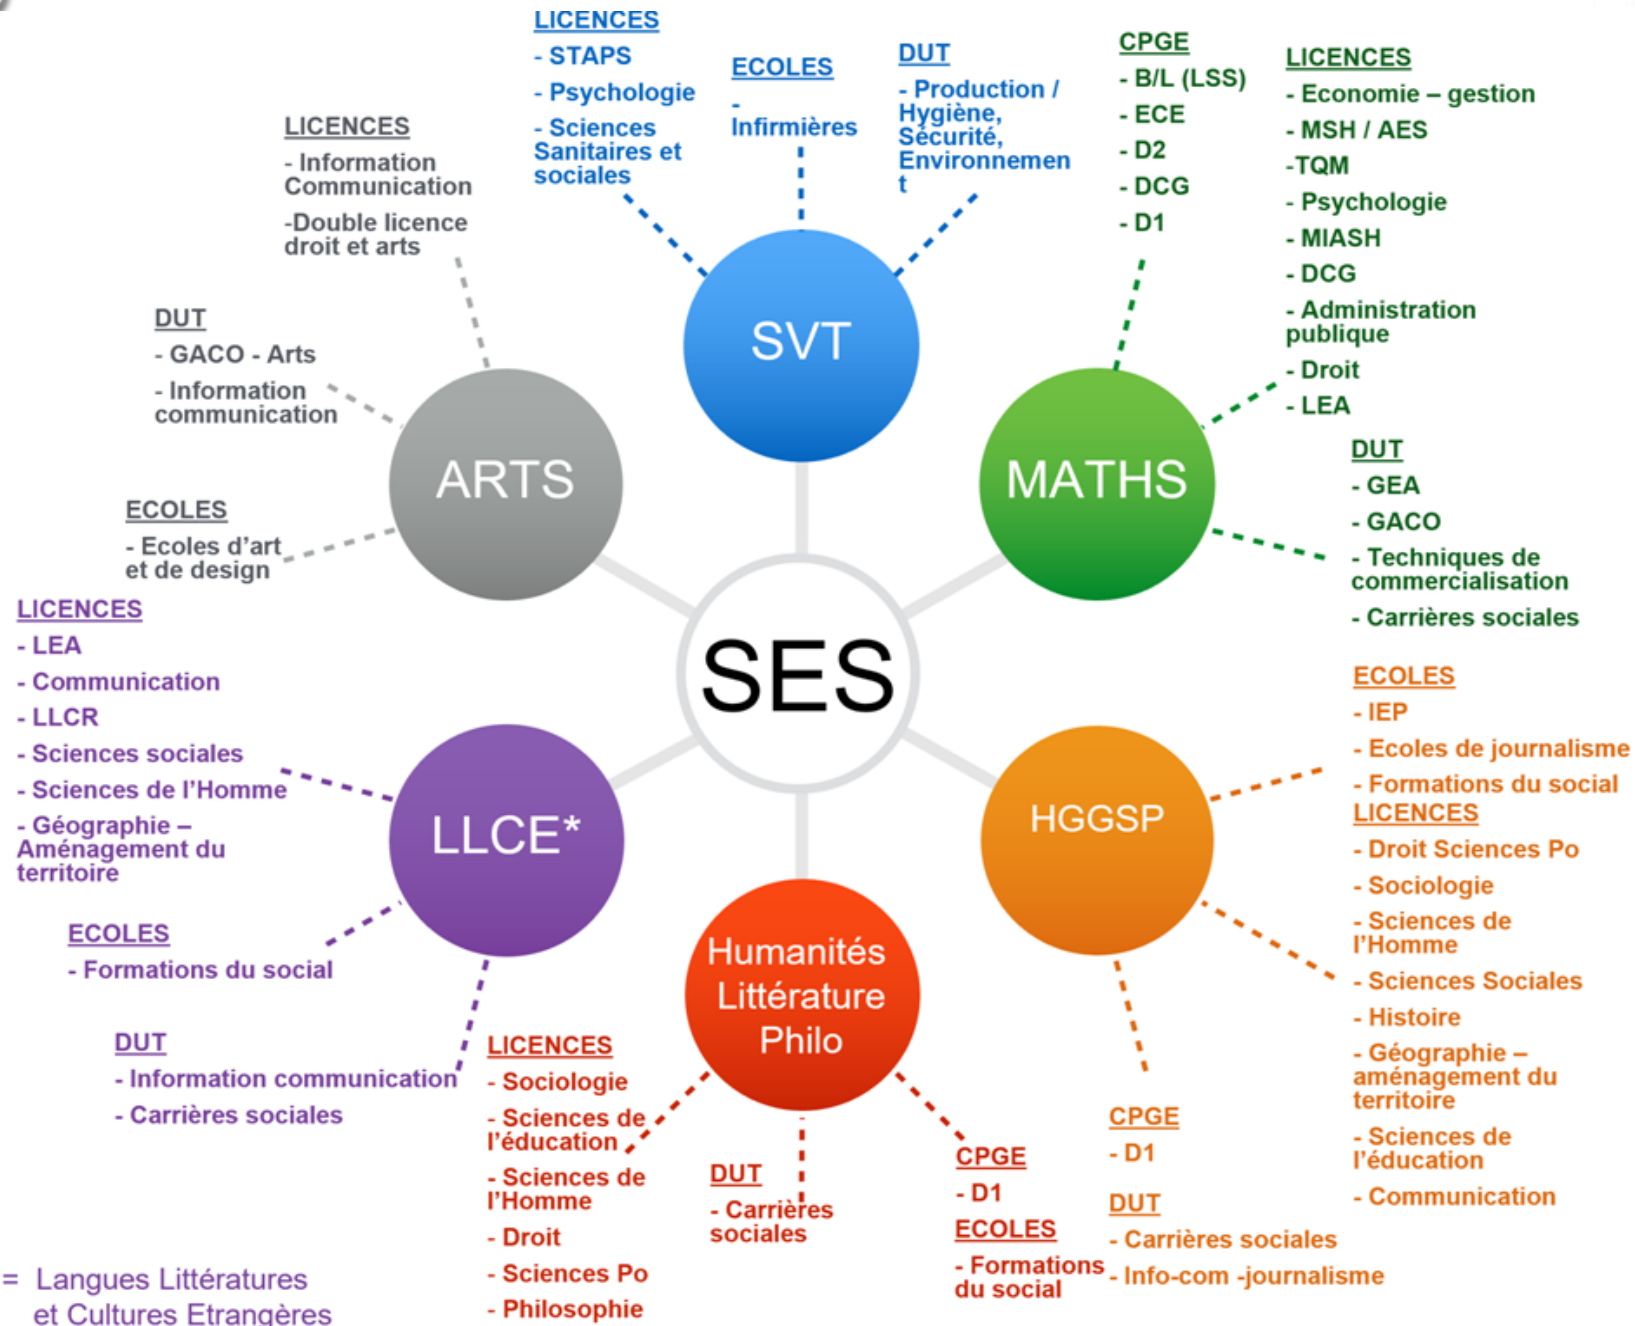 LICENCES
- STAPS
- Psychologie
- Sciences
Sanitaires et
sociales
ECOLES
-
Infirmières
DUT
- Production /
Hygiène,
Sécurité,
Environnemen
t
CPGE
- B/L (LSS)
- ECE
- D2
- DCG
- D1
LICENCES
- Economie – gestion
- MSH / AES
-TQM
- Psychologie
- MIASH
- DCG
- Administration
publique
- Droit
- LEA
LICENCES
- Information
Communication
-Double licence
droit et arts
DUT
- GACO - Arts
- Information
communication
ECOLES
- Ecoles d’art
et de design
SVT
ARTS
MATHS
DUT
- GEA
- GACO
- Techniques de
commercialisation
- Carrières sociales
SES
LICENCES
- LEA
- Communication
- LLCR
- Sciences sociales
- Sciences de l’Homme
- Géographie –
Aménagement du
territoire
ECOLES
- Formations du social
DUT
- Information communication
- Carrières sociales
LLCE*
HGGSP
ECOLES
- IEP
- Ecoles de journalisme
- Formations du social
LICENCES
- Droit Sciences Po
- Sociologie
- Sciences de
l’Homme
- Sciences Sociales
- Histoire
- Géographie –
aménagement du
territoire
- Sciences de
l’éducation
- Communication
Humanités
Littérature
Philo
LICENCES
- Sociologie
- Sciences de
l’éducation
- Sciences de
l’Homme
- Droit
- Sciences Po
- Philosophie
DUT
- Carrières
sociales
CPGE
- D1
ECOLES
- Formations
du social
CPGE
- D1
DUT
- Carrières sociales
- Info-com -journalisme
= Langues Littératures
et Cultures Etrangères